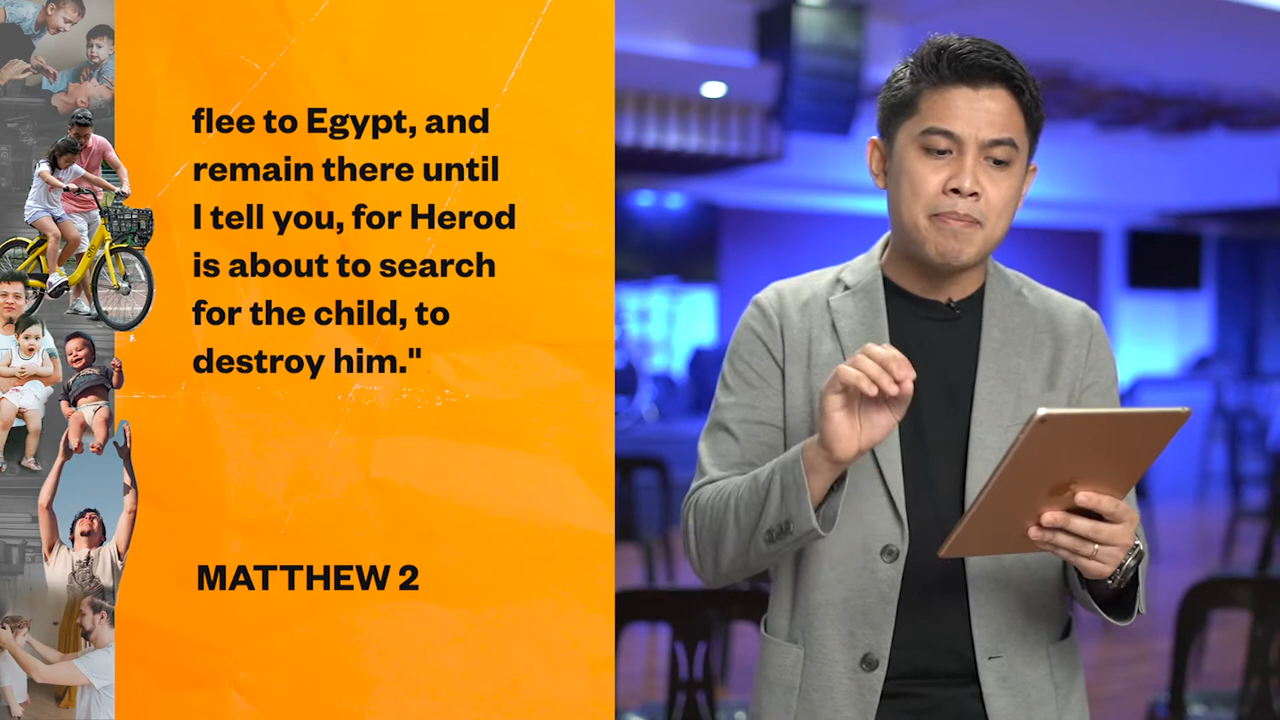 flee to Egypt, and
remain there until
I tell you, for Herod
is about to search
for the child, to
destroy him."
MATTHEW 2